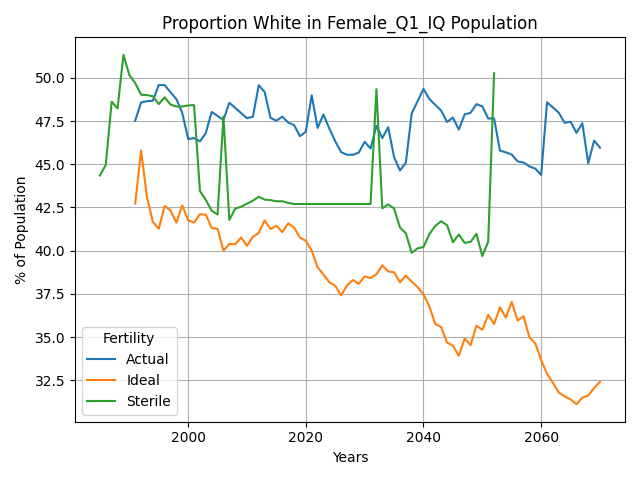 Proportion White in Female_Q1_IQ Population
% of Population
50.0
47.5
45.0
42.5
40.0
37.5
35.0
32.5
Fertility
Actual
Ideal
Sterile
2000
2020
2040
2060
Years